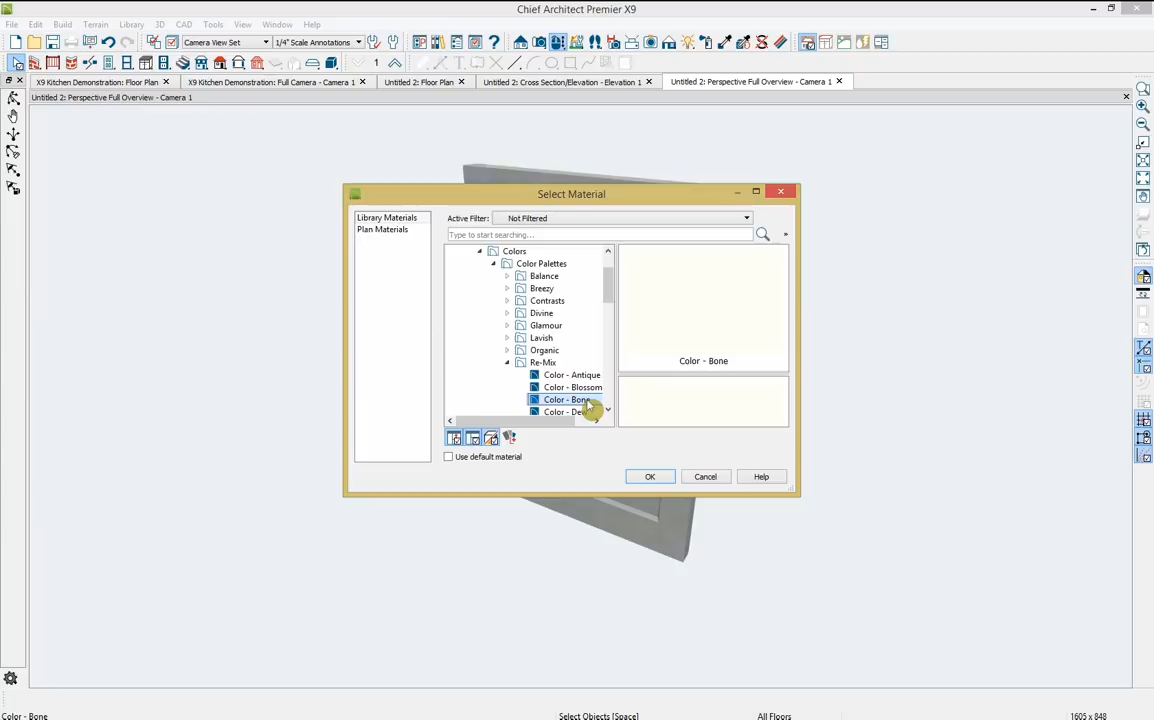 Chief Architect Premier X9
File Edit Build Terrain Library 3D CAD Tools View Window Help
Camera View Set 1/4" Scale Annotations
1
X9 Kitchen Demonstration: Floor Plan X9 Kitchen Demonstration: Full Camera - Camera 1 Untitled 2: Floor Plan Untitled 2: Cross Section/Elevation - Elevation 1 Untitled 2: Perspective Full Overview - Camera 1
Untitled 2: Perspective Full Overview - Camera 1
Select Material
Library Materials
Plan Materials
Active Filter: Not Filtered
Type to start searching...
Colors
Color Palettes
Balance
Breezy
Contrasts
Divine
Glamour
Lavish
Organic
Re-Mix
Color - Antique
Color - Blossom
Color - Bone
Color - Dew
Color - Bone
Use default material
OK Cancel Help
Color - Bone Select Objects [Space] All Floors 1605 x 848